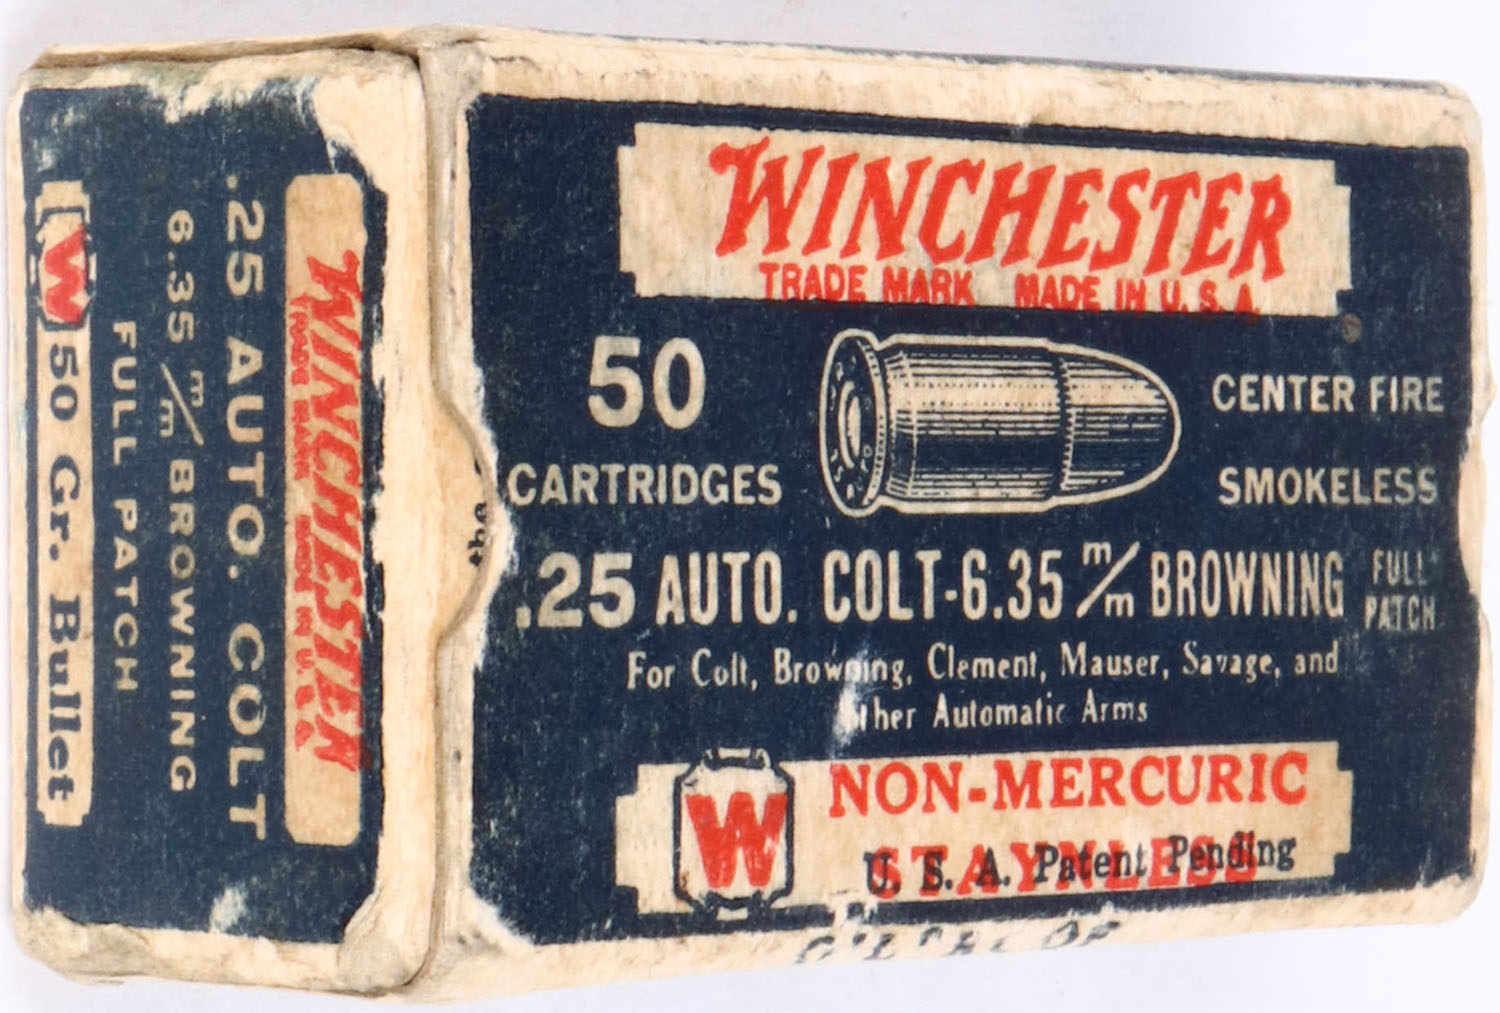 WINCHESTER
TRADE MARK MADE IN U. S. A.
50
CARTRIDGES
CENTER FIRE
SMOKELESS
.25 AUTO. COLT-6.35 m/m BROWNING FULL PATCH
For Colt, Browning, Clement, Mauser, Savage, and
ther Automatic Arms
W
NON-MERCURIC
STAYNLESS
U. S. A. Patent Pending
the
WINCHESTER
TRADE MARK MADE IN U.S.A.
.25 AUTO. COLT
6.35 m/m BROWNING
FULL PATCH
W 50 Gr. Bullet